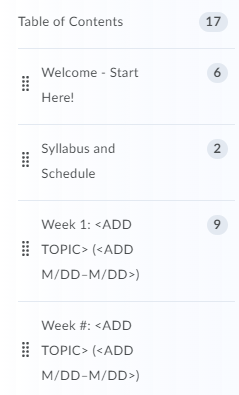 Table of Contents 17
Welcome - Start 6
Here!
Syllabus and 2
Schedule
Week 1: <ADD 9
TOPIC> (<ADD
M/DD–M/DD>)
Week #: <ADD
TOPIC> (<ADD
M/DD–M/DD>)